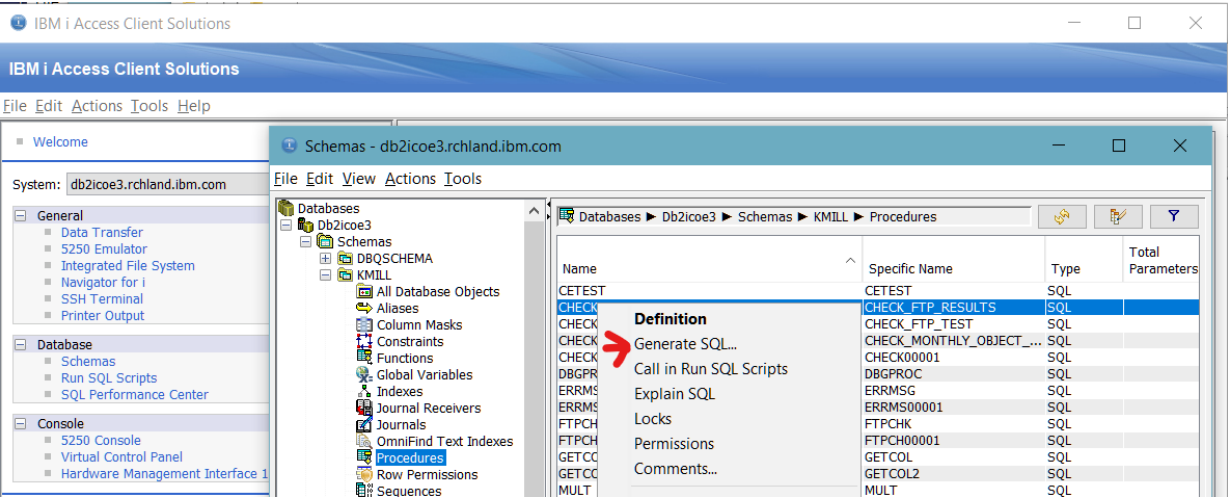 IBM i Access Client Solutions
IBM i Access Client Solutions
File Edit Actions Tools Help
Welcome
System: db2icoe3.rchland.ibm.com
General
Data Transfer
5250 Emulator
Integrated File System
Navigator for i
SSH Terminal
Printer Output
Database
Schemas
Run SQL Scripts
SQL Performance Center
Console
5250 Console
Virtual Control Panel
Hardware Management Interface 1
Schemas - db2icoe3.rchland.ibm.com
File Edit View Actions Tools
Databases
Db2icoe3
Schemas
DBQSCHEMA
KMILL
All Database Objects
Aliases
Column Masks
Constraints
Functions
Global Variables
Indexes
Journal Receivers
Journals
OmniFind Text Indexes
Procedures
Row Permissions
Sequences
Databases ▶ Db2icoe3 ▶ Schemas ▶ KMILL ▶ Procedures
Name Specific Name Type Total Parameters
CETEST CETEST SQL
CHECK CHECK_FTP_RESULTS SQL
CHECK CHECK_FTP_TEST SQL
CHECK CHECK_MONTHLY_OBJECT_... SQL
CHECK CHECK00001 SQL
DBGPR DBGPROC SQL
ERRMS ERRMSG SQL
ERRMS ERRMS00001 SQL
FTPCH FTPCHK SQL
FTPCH FTPCH00001 SQL
GETCO GETCOL SQL
GETCO GETCOL2 SQL
MULT MULT SQL
Definition
Generate SQL...
Call in Run SQL Scripts
Explain SQL
Locks
Permissions
Comments...